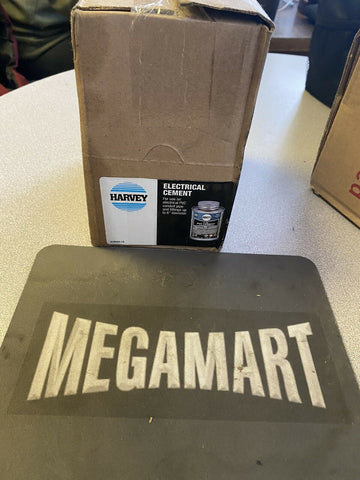 HARVEY
ELECTRICAL
CEMENT
For use on
electrical PVC
conduit pipe
and fittings up
to 6" diameter
MEGAMART